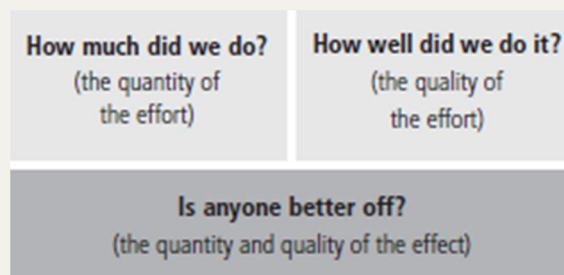 How much did we do?
(the quantity of
the effort)
How well did we do it?
(the quality of
the effort)
Is anyone better off?
(the quantity and quality of the effect)